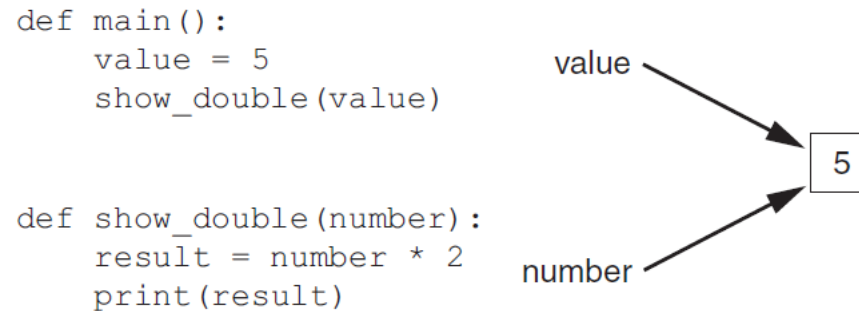 def main():
    value = 5
    show_double(value)
def show_double(number):
    result = number * 2
    print(result)
value
5
number